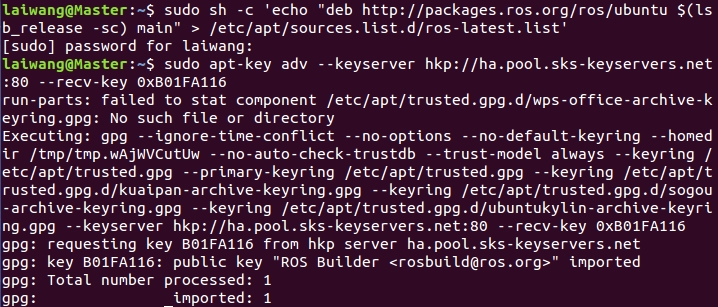 laiwang@Master:~$ sudo sh -c 'echo "deb http://packages.ros.org/ros/ubuntu $(ls
b_release -sc) main" > /etc/apt/sources.list.d/ros-latest.list'
[sudo] password for laiwang:
laiwang@Master:~$ sudo apt-key adv --keyserver hkp://ha.pool.sks-keyservers.net
:80 --recv-key 0xB01FA116
run-parts: failed to stat component /etc/apt/trusted.gpg.d/wps-office-archive-k
eyring.gpg: No such file or directory
Executing: gpg --ignore-time-conflict --no-options --no-default-keyring --homed
ir /tmp/tmp.wAjWVCutUw --no-auto-check-trustdb --trust-model always --keyring /
etc/apt/trusted.gpg --primary-keyring /etc/apt/trusted.gpg --keyring /etc/apt/t
rusted.gpg.d/kuaipan-archive-keyring.gpg --keyring /etc/apt/trusted.gpg.d/sogou
-archive-keyring.gpg --keyring /etc/apt/trusted.gpg.d/ubuntukylin-archive-keyri
ng.gpg --keyserver hkp://ha.pool.sks-keyservers.net:80 --recv-key 0xB01FA116
gpg: requesting key B01FA116 from hkp server ha.pool.sks-keyservers.net
gpg: key B01FA116: public key "ROS Builder <rosbuild@ros.org>" imported
gpg: Total number processed: 1
gpg:               imported: 1